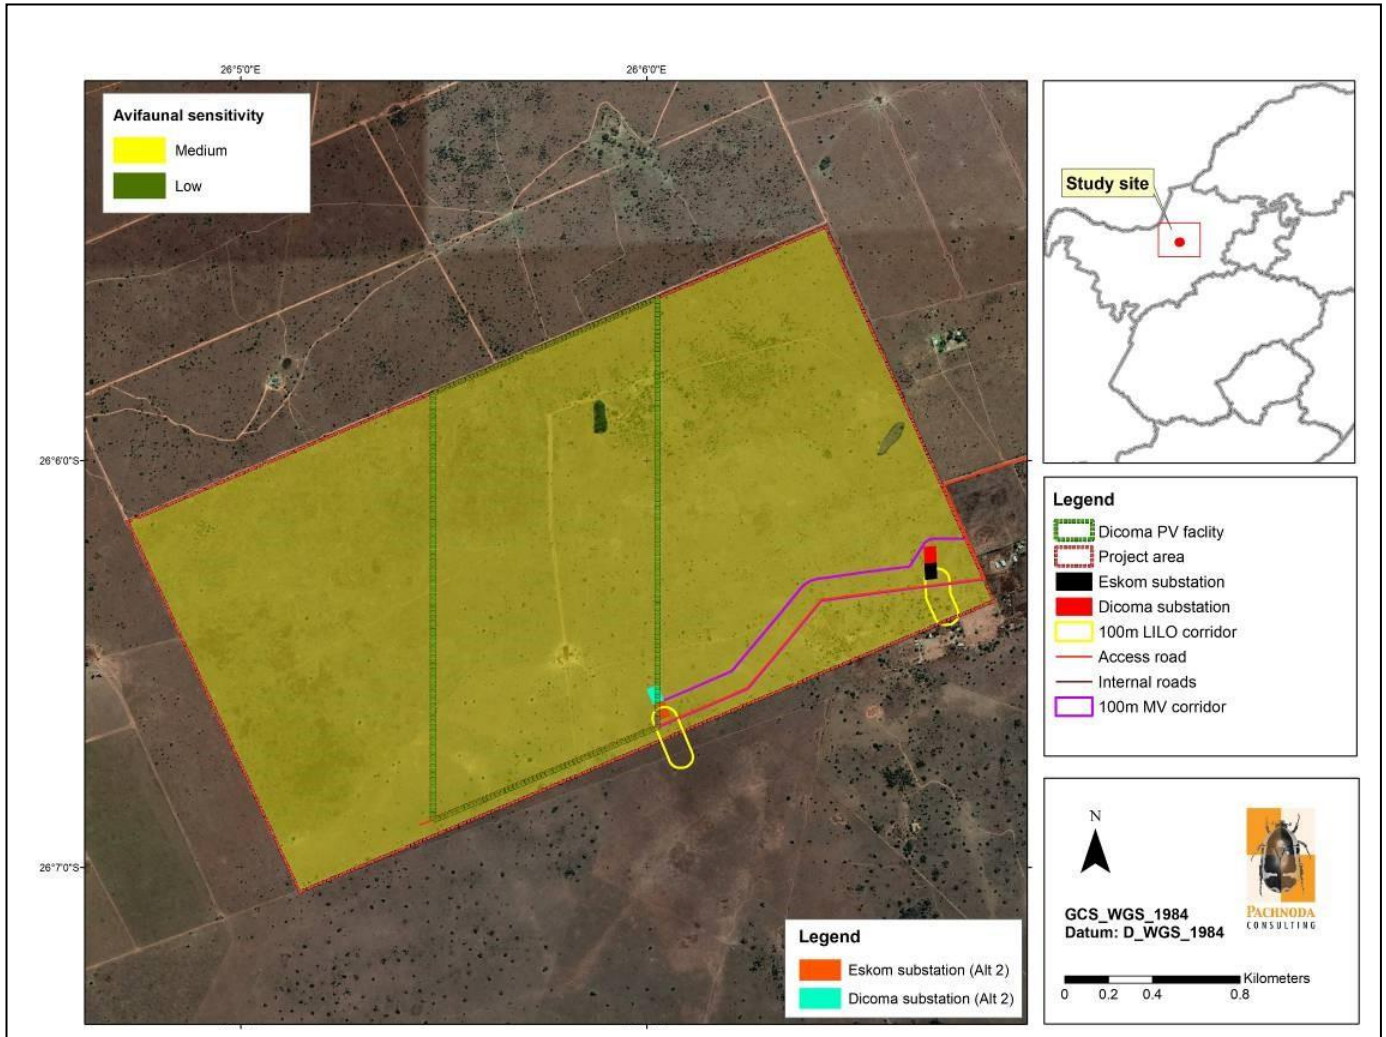 26°5'0"E
26°6'0"E
Avifaunal sensitivity
Medium
Low
Study site
26°6'0"S
26°7'0"S
Legend
Dicoma PV faclity
Project area
Eskom substation
Dicoma substation
100m LILO corridor
Access road
Internal roads
100m MV corridor
Legend
Eskom substation (Alt 2)
Dicoma substation (Alt 2)
N
GCS_WGS_1984
Datum: D_WGS_1984
PACHNODA
CONSULTING
Kilometers
0 0.2 0.4 0.8